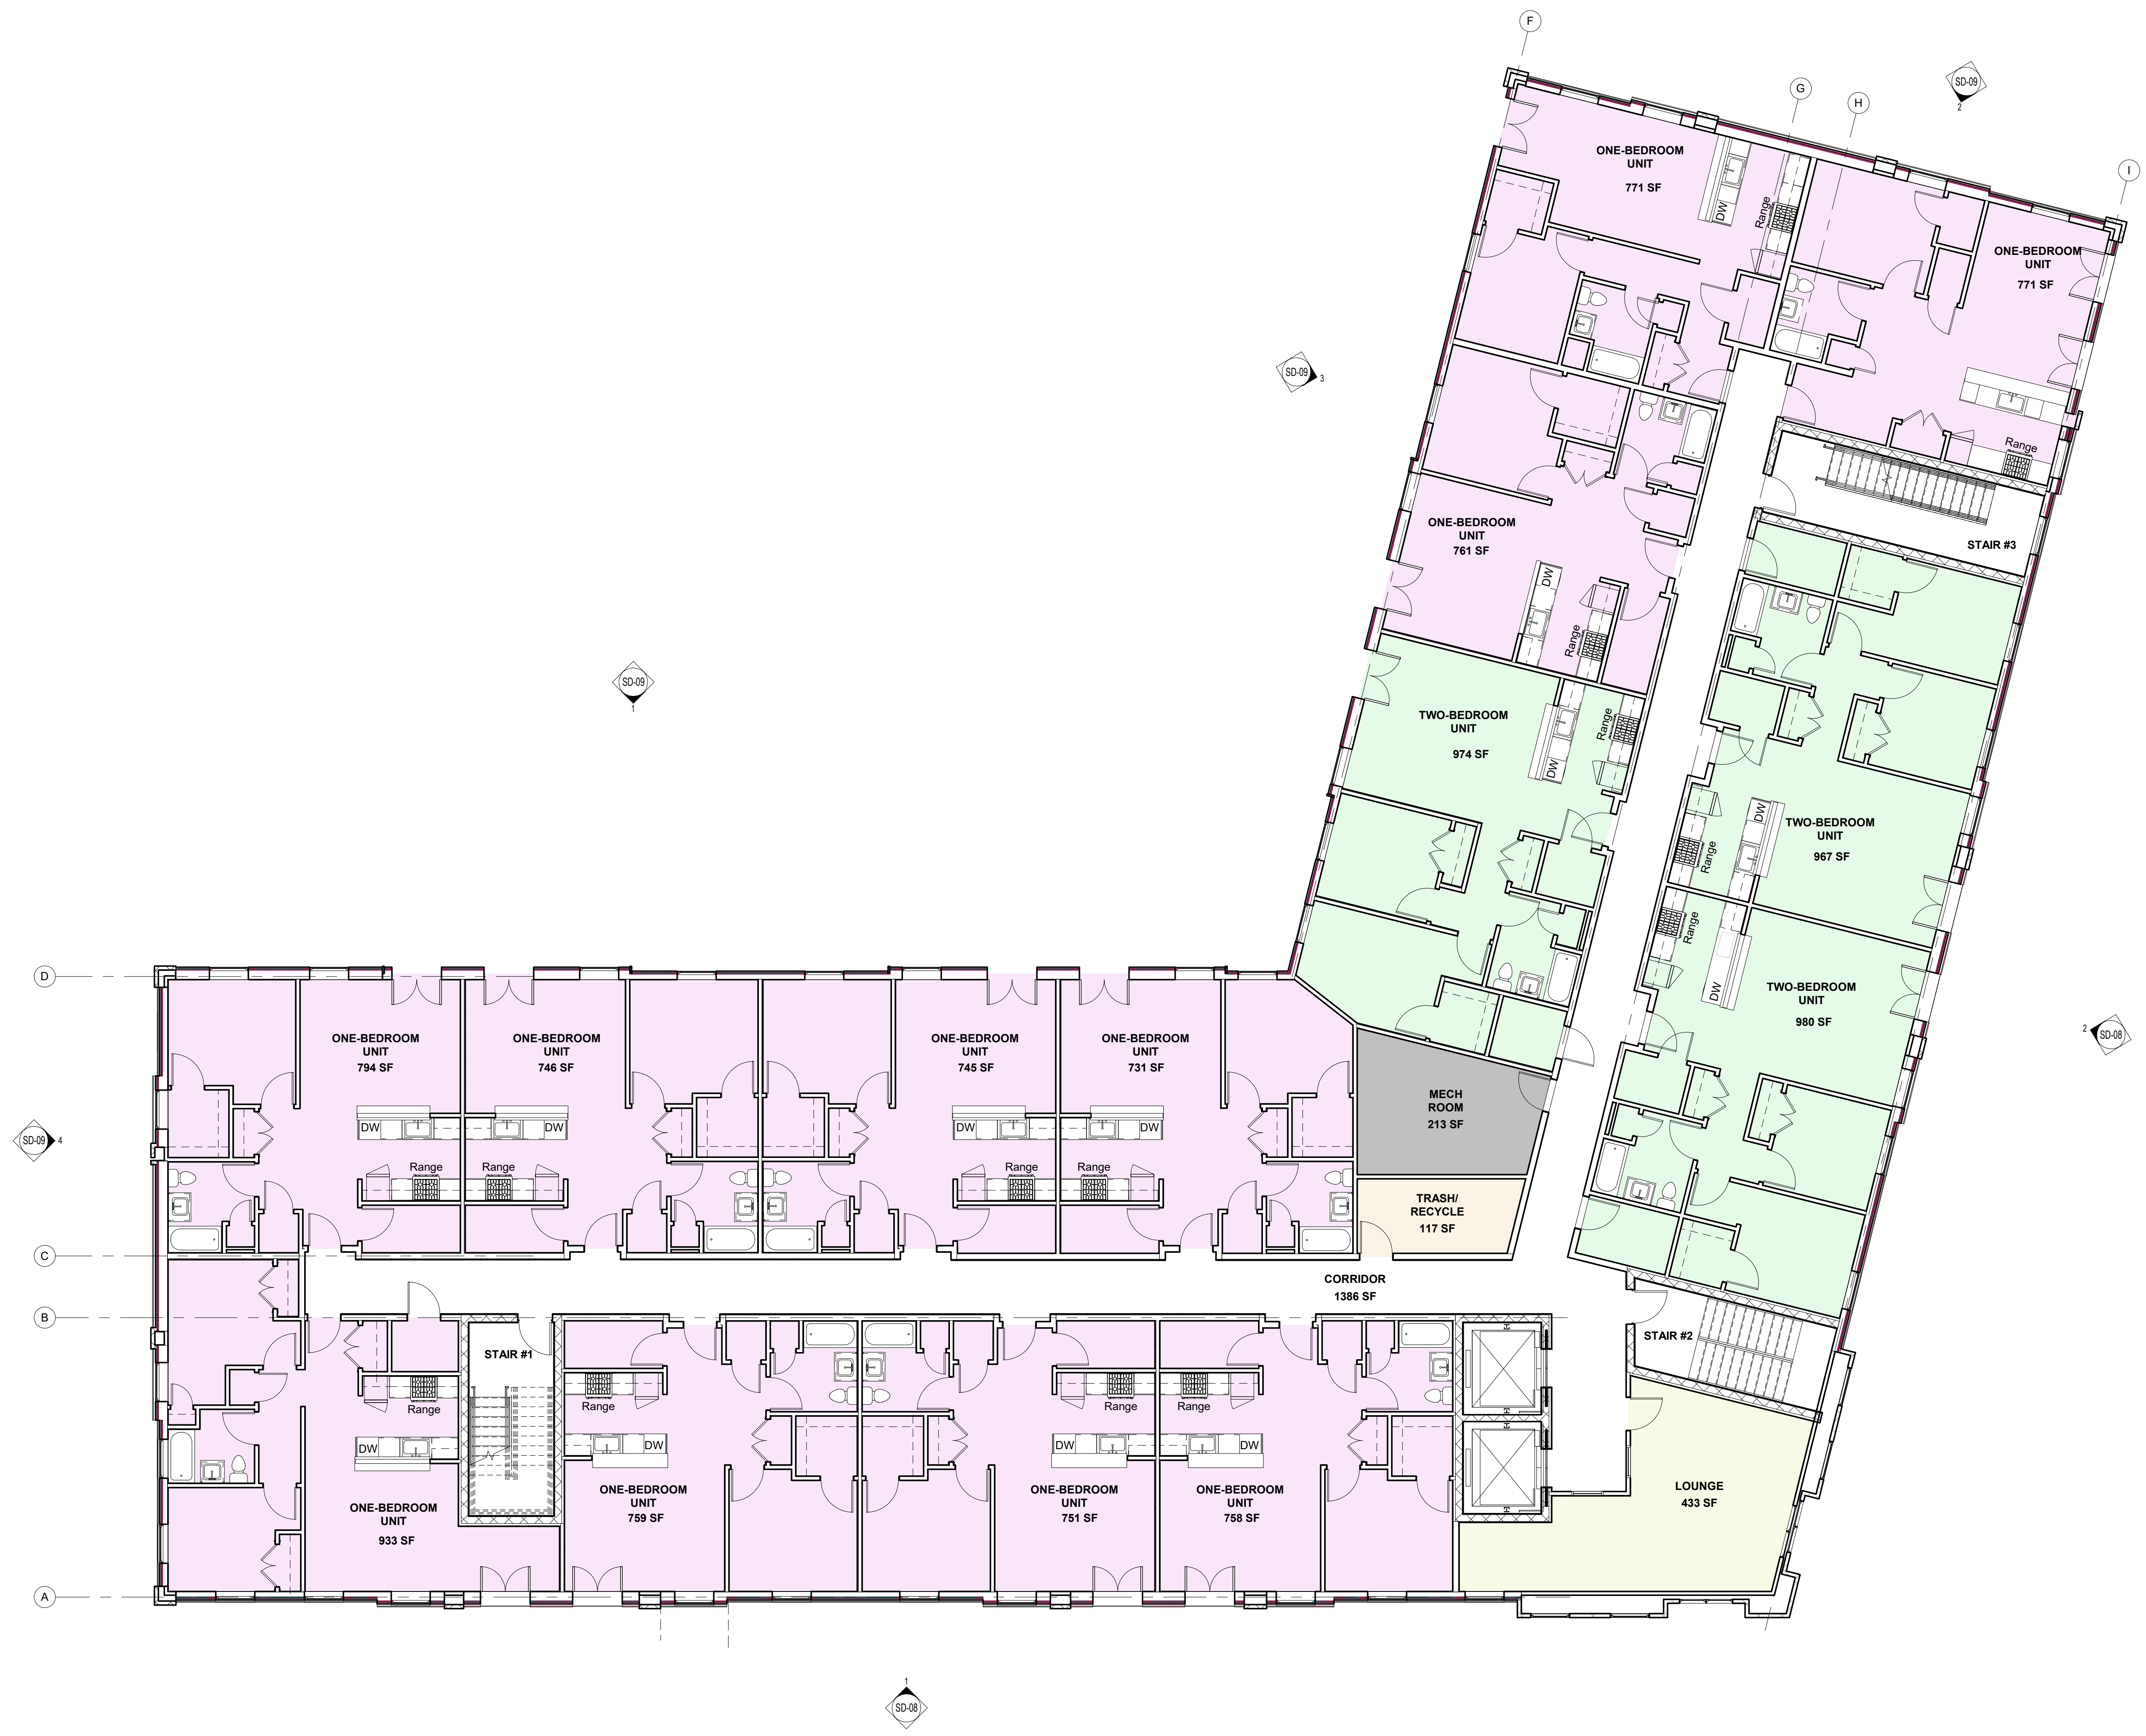 F
SD-09
2
G
H
I
ONE-BEDROOM
UNIT
771 SF
DW
Range
ONE-BEDROOM
UNIT
771 SF
Range
SD-09
3
STAIR #3
ONE-BEDROOM
UNIT
761 SF
DW
Range
SD-09
1
TWO-BEDROOM
UNIT
974 SF
DW
Range
TWO-BEDROOM
UNIT
967 SF
DW
Range
TWO-BEDROOM
UNIT
980 SF
DW
Range
2
SD-08
D
ONE-BEDROOM
UNIT
794 SF
DW
Range
ONE-BEDROOM
UNIT
746 SF
DW
Range
ONE-BEDROOM
UNIT
745 SF
DW
Range
ONE-BEDROOM
UNIT
731 SF
DW
Range
MECH
ROOM
213 SF
TRASH/
RECYCLE
117 SF
SD-09
4
C
CORRIDOR
1386 SF
B
STAIR #1
STAIR #2
Range
DW
ONE-BEDROOM
UNIT
933 SF
Range
DW
ONE-BEDROOM
UNIT
759 SF
Range
DW
ONE-BEDROOM
UNIT
751 SF
Range
DW
ONE-BEDROOM
UNIT
758 SF
LOUNGE
433 SF
A
1
SD-08